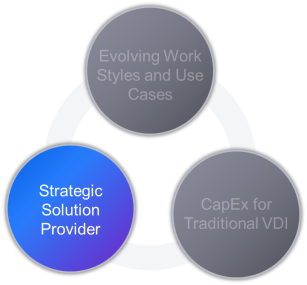 Evolving Work
Styles and Use
Cases
Strategic
Solution
Provider
CapEx for
Traditional VDI